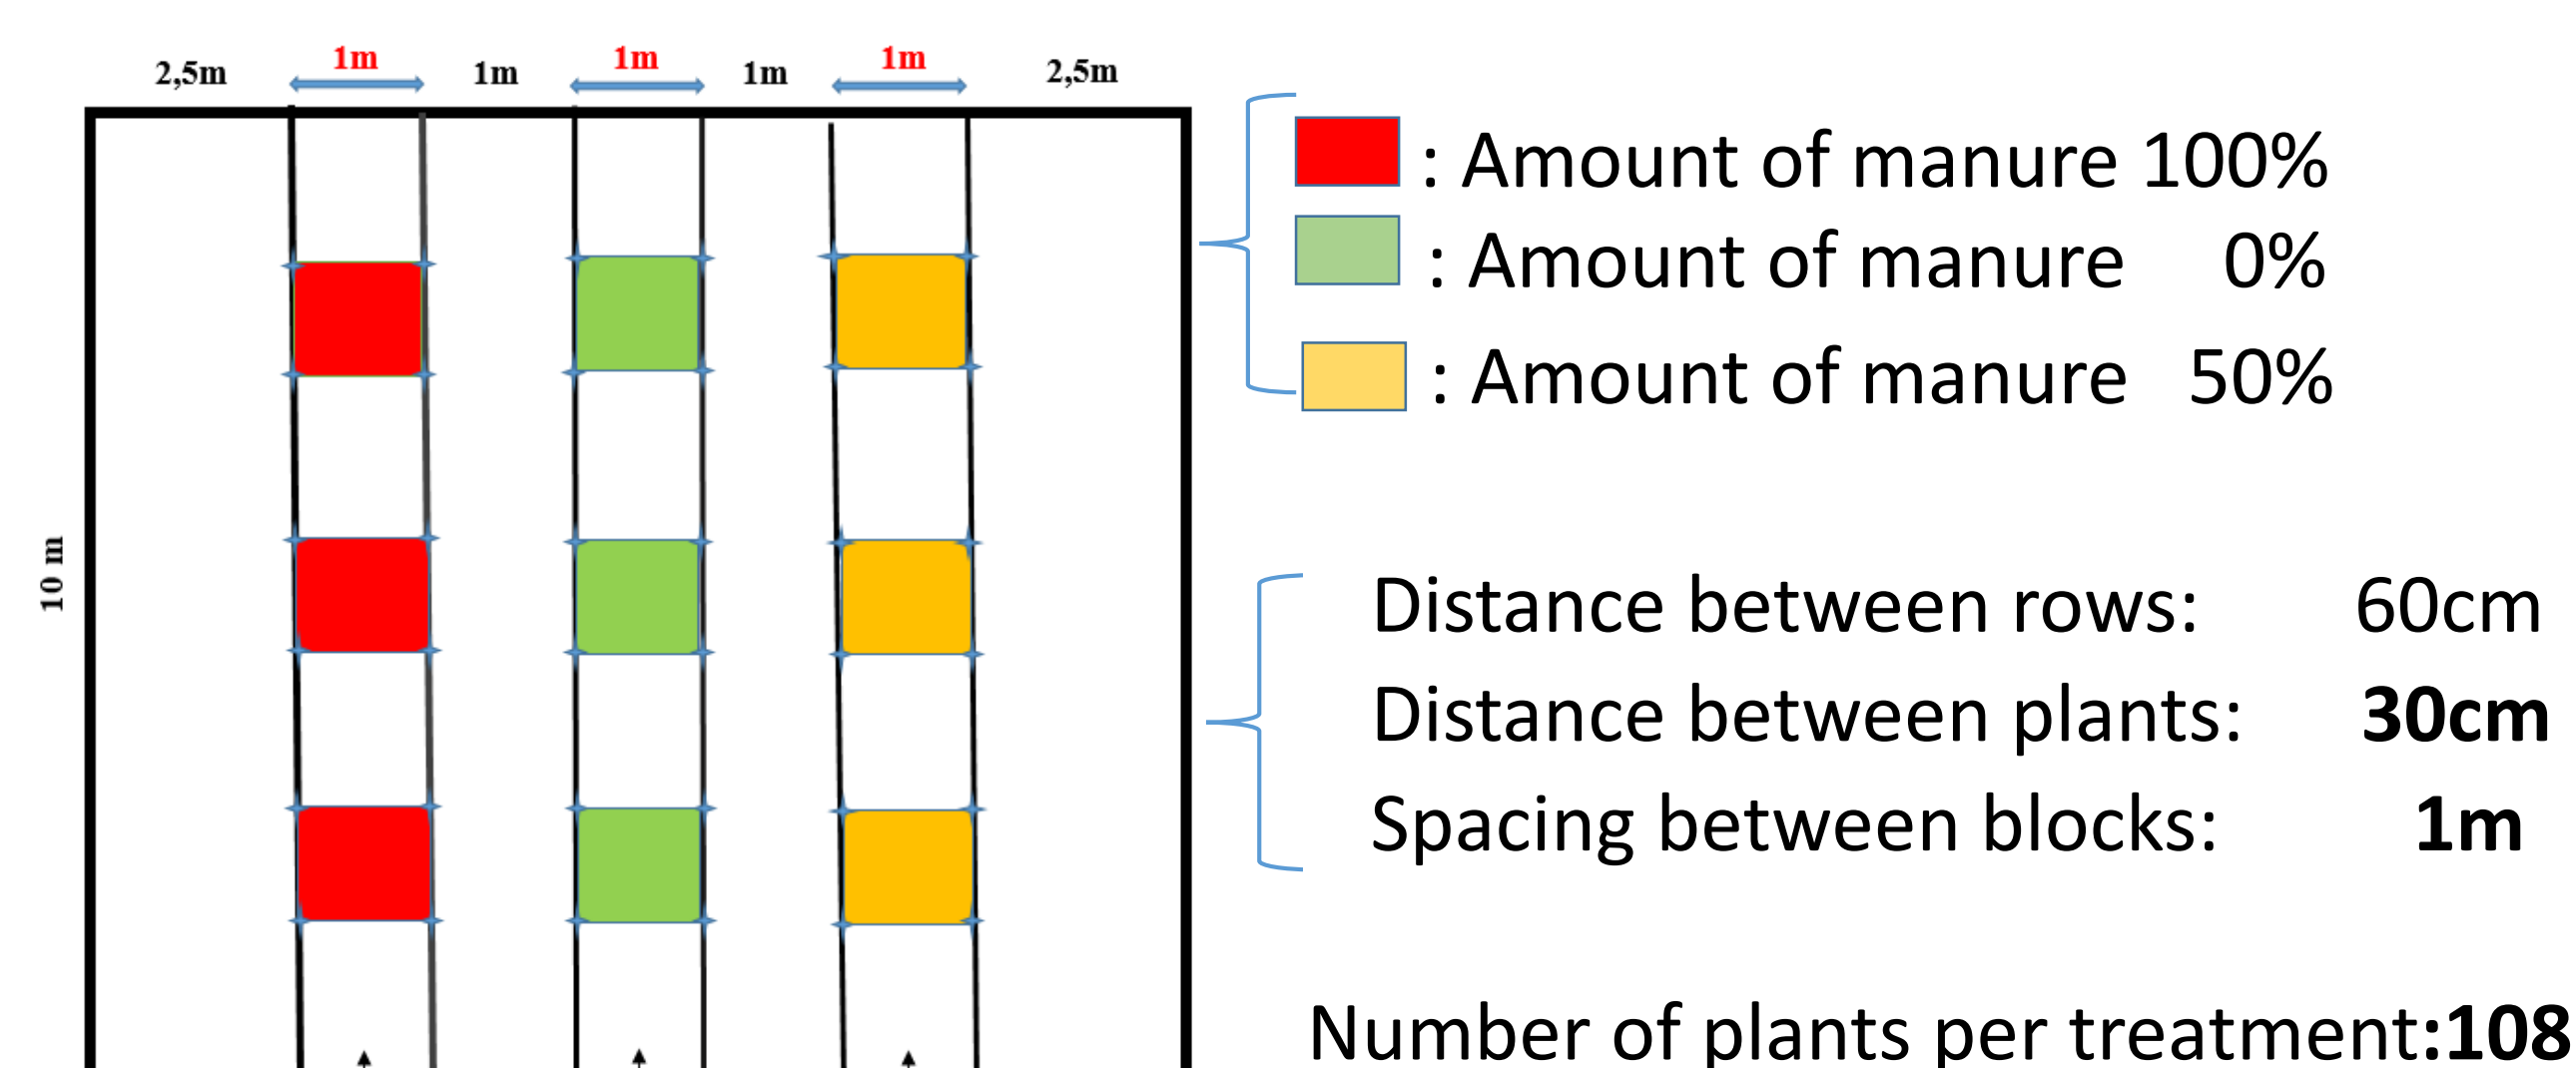 2,5m 1m 1m 1m 1m 1m 2,5m
: Amount of manure 100%
: Amount of manure 0%
: Amount of manure 50%
10 m
Distance between rows: 60cm
Distance between plants: 30cm
Spacing between blocks: 1m
Number of plants per treatment:108